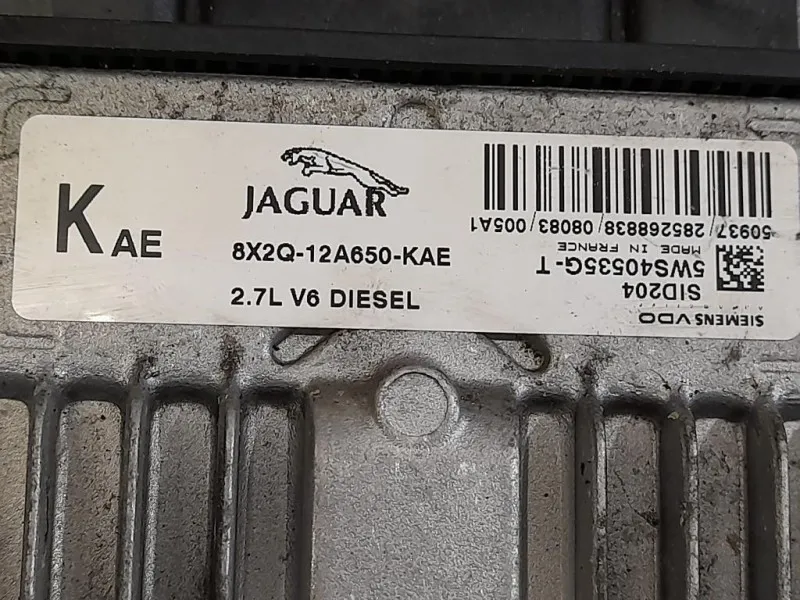 K AE
JAGUAR
8X2Q-12A650-KAE
2.7L V6 DIESEL
SIEMENS VDO
SID204
5WS40535G-T
MADE IN FRANCE
50937/285268838/08083/005A1